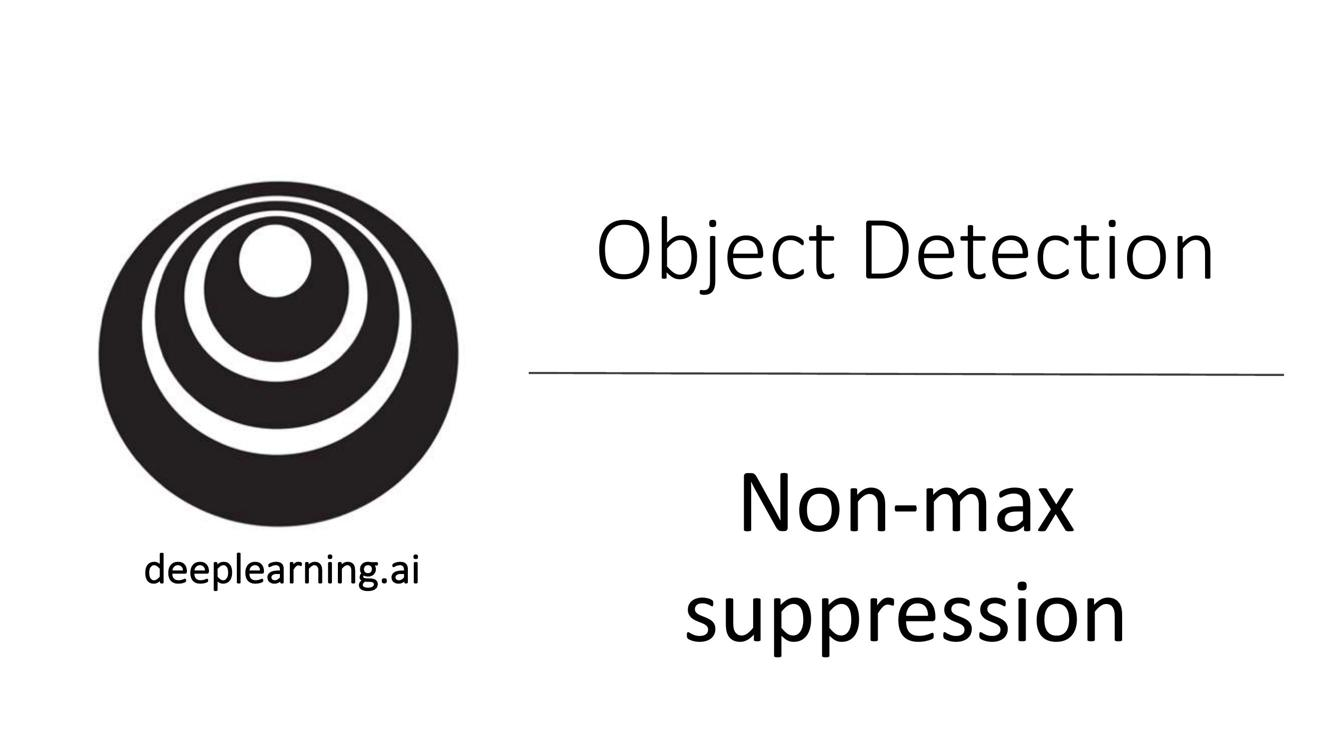 Object Detection
Non-max
suppression
deeplearning.ai